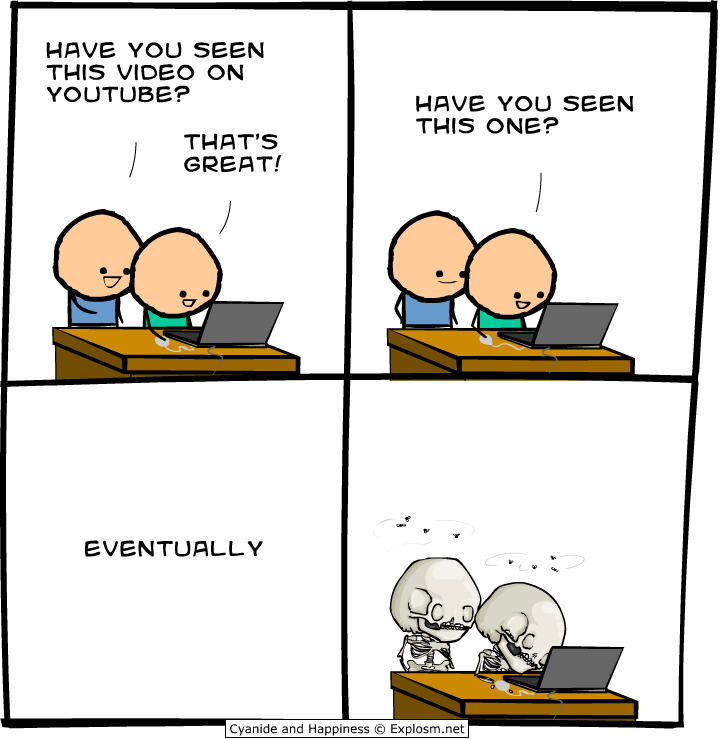 HAVE YOU SEEN
THIS VIDEO ON
YOUTUBE?
THAT'S
GREAT!
HAVE YOU SEEN
THIS ONE?
EVENTUALLY
Cyanide and Happiness © Explosm.net